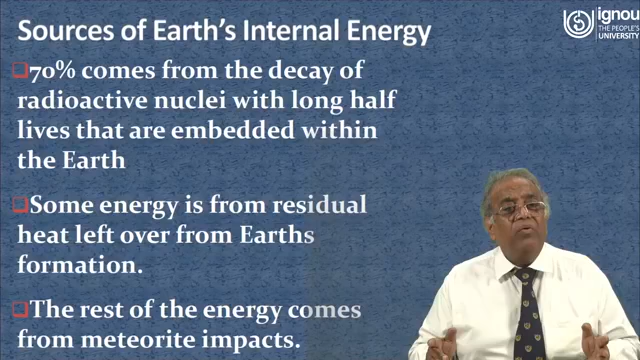 Sources of Earth's Internal Energy
ignou
THE PEOPLE'S
UNIVERSITY
70% comes from the decay of
radioactive nuclei with long half
lives that are embedded within
the Earth
Some energy is from residual
heat left over from Earths
formation.
The rest of the energy comes
from meteorite impacts.